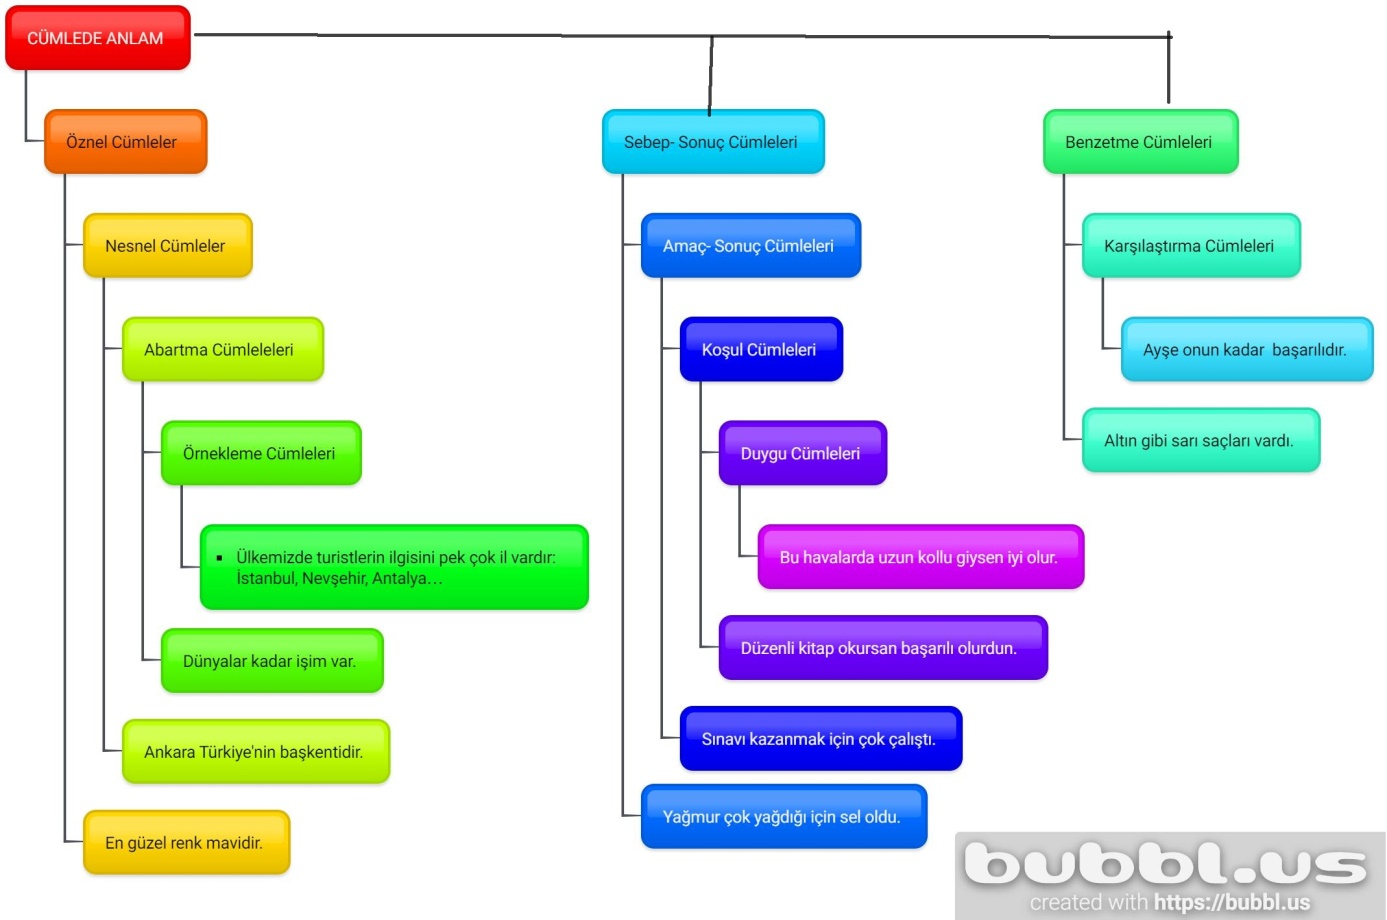 CÜMLEDE ANLAM
Öznel Cümleler
Nesnel Cümleler
Abartma Cümleleleri
Örnekleme Cümleleri
▪ Ülkemizde turistlerin ilgisini pek çok il vardır:
İstanbul, Nevşehir, Antalya...
Dünyalar kadar işim var.
Ankara Türkiye'nin başkentidir.
En güzel renk mavidir.
Sebep- Sonuç Cümleleri
Amaç- Sonuç Cümleleri
Koşul Cümleleri
Duygu Cümleleri
Bu havalarda uzun kollu giysen iyi olur.
Düzenli kitap okursan başarılı olurdun.
Sınavı kazanmak için çok çalıştı.
Yağmur çok yağdığı için sel oldu.
Benzetme Cümleleri
Karşılaştırma Cümleleri
Ayşe onun kadar  başarılıdır.
Altın gibi sarı saçları vardı.
bubbl.us
created with https://bubbl.us